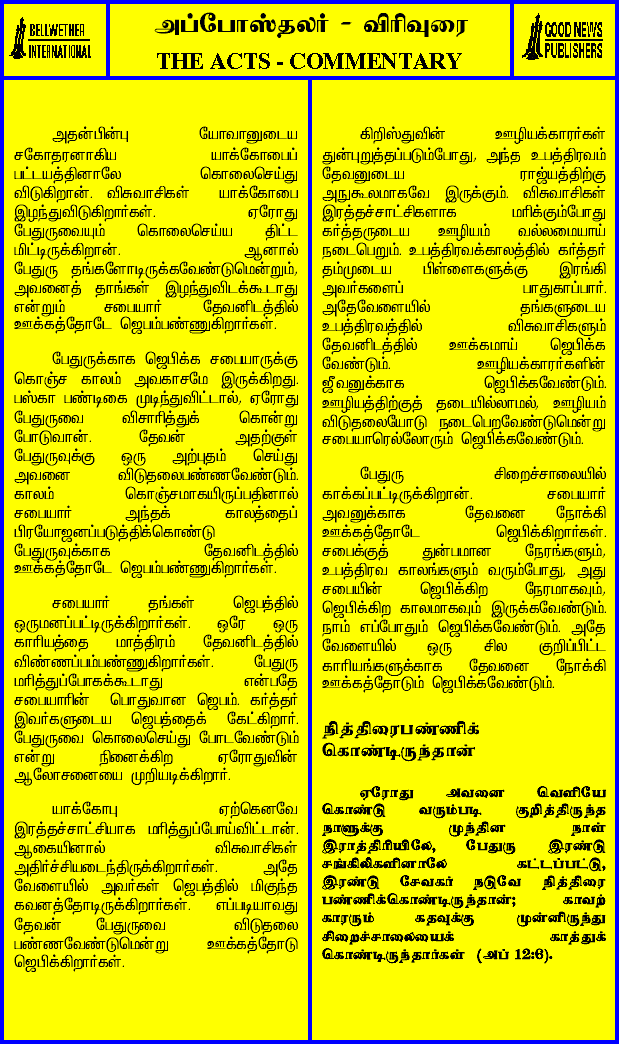 BELLWETHER
INTERNATIONAL
அப்போஸ்தலர் - விரிவுரை
THE ACTS - COMMENTARY
GOOD NEWS
PUBLISHERS
அதன்பின்பு யோவானுடைய
சகோதரனாகிய யாக்கோபைப்
பட்டயத்தினாலே கொலைசெய்து
விடுகிறான். விசுவாசிகள் யாக்கோபை
இழந்துவிடுகிறார்கள். ஏரோது
பேதுருவையும் கொலைசெய்ய திட்ட
மிட்டிருக்கிறான். ஆனால்
பேதுரு தங்களோடிருக்கவேண்டுமென்றும்,
அவனைத் தாங்கள் இழந்துவிடக்கூடாது
என்றும் சபையார் தேவனிடத்தில்
ஊக்கத்தோடே ஜெபம்பண்ணுகிறார்கள்.
பேதுருக்காக ஜெபிக்க சபையாருக்கு
கொஞ்ச காலம் அவகாசமே இருக்கிறது.
பஸ்கா பண்டிகை முடிந்துவிட்டால், ஏரோது
பேதுருவை விசாரித்துக் கொன்று
போடுவான். தேவன் அதற்குள்
பேதுருவுக்கு ஒரு அற்புதம் செய்து
அவனை விடுதலைபண்ணவேண்டும்.
காலம் கொஞ்சமாகயிருப்பதினால்
சபையார் அந்தக் காலத்தைப்
பிரயோஜனப்படுத்திக்கொண்டு
பேதுருவுக்காக தேவனிடத்தில்
ஊக்கத்தோடே ஜெபம்பண்ணுகிறார்கள்.
சபையார் தங்கள் ஜெபத்தில்
ஒருமனப்பட்டிருக்கிறார்கள். ஒரே ஒரு
காரியத்தை மாத்திரம் தேவனிடத்தில்
விண்ணப்பம்பண்ணுகிறார்கள். பேதுரு
மரித்துப்போகக்கூடாது என்பதே
சபையாரின் பொதுவான ஜெபம். கர்த்தர்
இவர்களுடைய ஜெபத்தைக் கேட்கிறார்.
பேதுருவை கொலைசெய்து போடவேண்டும்
என்று நினைக்கிற ஏரோதுவின்
ஆலோசனையை முறியடிக்கிறார்.
யாக்கோபு ஏற்கெனவே
இரத்தச்சாட்சியாக மரித்துப்போய்விட்டான்.
ஆகையினால் விசுவாசிகள்
அதிர்ச்சியடைந்திருக்கிறார்கள். அதே
வேளையில் அவர்கள் ஜெபத்தில் மிகுந்த
கவனத்தோடிருக்கிறார்கள். எப்படியாவது
தேவன் பேதுருவை விடுதலை
பண்ணவேண்டுமென்று ஊக்கத்தோடு
ஜெபிக்கிறார்கள்.
கிறிஸ்துவின் ஊழியக்காரர்கள்
துன்புறுத்தப்படும்போது, அந்த உபத்திரவம்
தேவனுடைய ராஜ்யத்திற்கு
அநுகூலமாகவே இருக்கும். விசுவாசிகள்
இரத்தச்சாட்சிகளாக மரிக்கும்போது
கர்த்தருடைய ஊழியம் வல்லமையாய்
நடைபெறும். உபத்திரவக்காலத்தில் கர்த்தர்
தம்முடைய பிள்ளைகளுக்கு இரங்கி
அவர்களைப் பாதுகாப்பார்.
அதேவேளையில் தங்களுடைய
உபத்திரவத்தில் விசுவாசிகளும்
தேவனிடத்தில் ஊக்கமாய் ஜெபிக்க
வேண்டும். ஊழியக்காரர்களின்
ஜீவனுக்காக ஜெபிக்கவேண்டும்.
ஊழியத்திற்குத் தடையில்லாமல், ஊழியம்
விடுதலையோடு நடைபெறவேண்டுமென்று
சபையாரெல்லோரும் ஜெபிக்கவேண்டும்.
பேதுரு சிறைச்சாலையில்
காக்கப்பட்டிருக்கிறான். சபையார்
அவனுக்காக தேவனை நோக்கி
ஊக்கத்தோடே ஜெபிக்கிறார்கள்.
சபைக்குத் துன்பமான நேரங்களும்,
உபத்திரவ காலங்களும் வரும்போது, அது
சபையின் ஜெபிக்கிற நேரமாகவும்,
ஜெபிக்கிற காலமாகவும் இருக்கவேண்டும்.
நாம் எப்போதும் ஜெபிக்கவேண்டும். அதே
வேளையில் ஒரு சில குறிப்பிட்ட
காரியங்களுக்காக தேவனை நோக்கி
ஊக்கத்தோடும் ஜெபிக்கவேண்டும்.
நித்திரைபண்ணிக்
கொண்டிருந்தான்
ஏரோது அவனை வெளியே
கொண்டு வரும்படி குறித்திருந்த
நாளுக்கு முந்தின நாள்
இராத்திரியிலே, பேதுரு இரண்டு
சங்கிலிகளினாலே கட்டப்பட்டு,
இரண்டு சேவகர் நடுவே நித்திரை
பண்ணிக்கொண்டிருந்தான்; காவற்
காரரும் கதவுக்கு முன்னிருந்து
சிறைச்சாலையைக் காத்துக்
கொண்டிருந்தார்கள் (அப் 12:6).